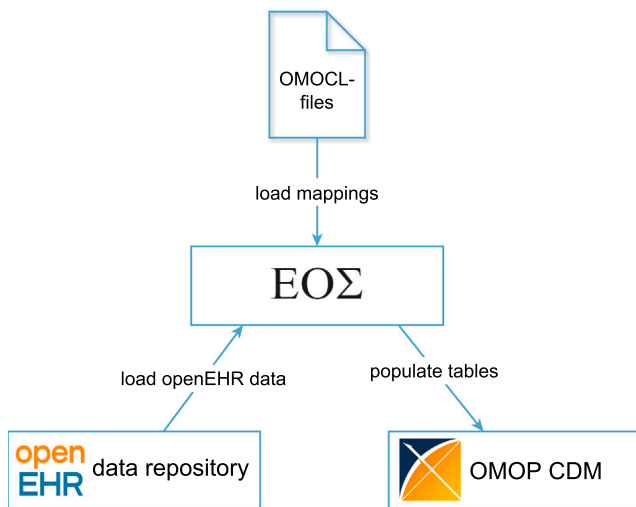 OMOCL-
files
load mappings
ΕΟΣ
load openEHR data
populate tables
open
EHR
data repository
OMOP CDM